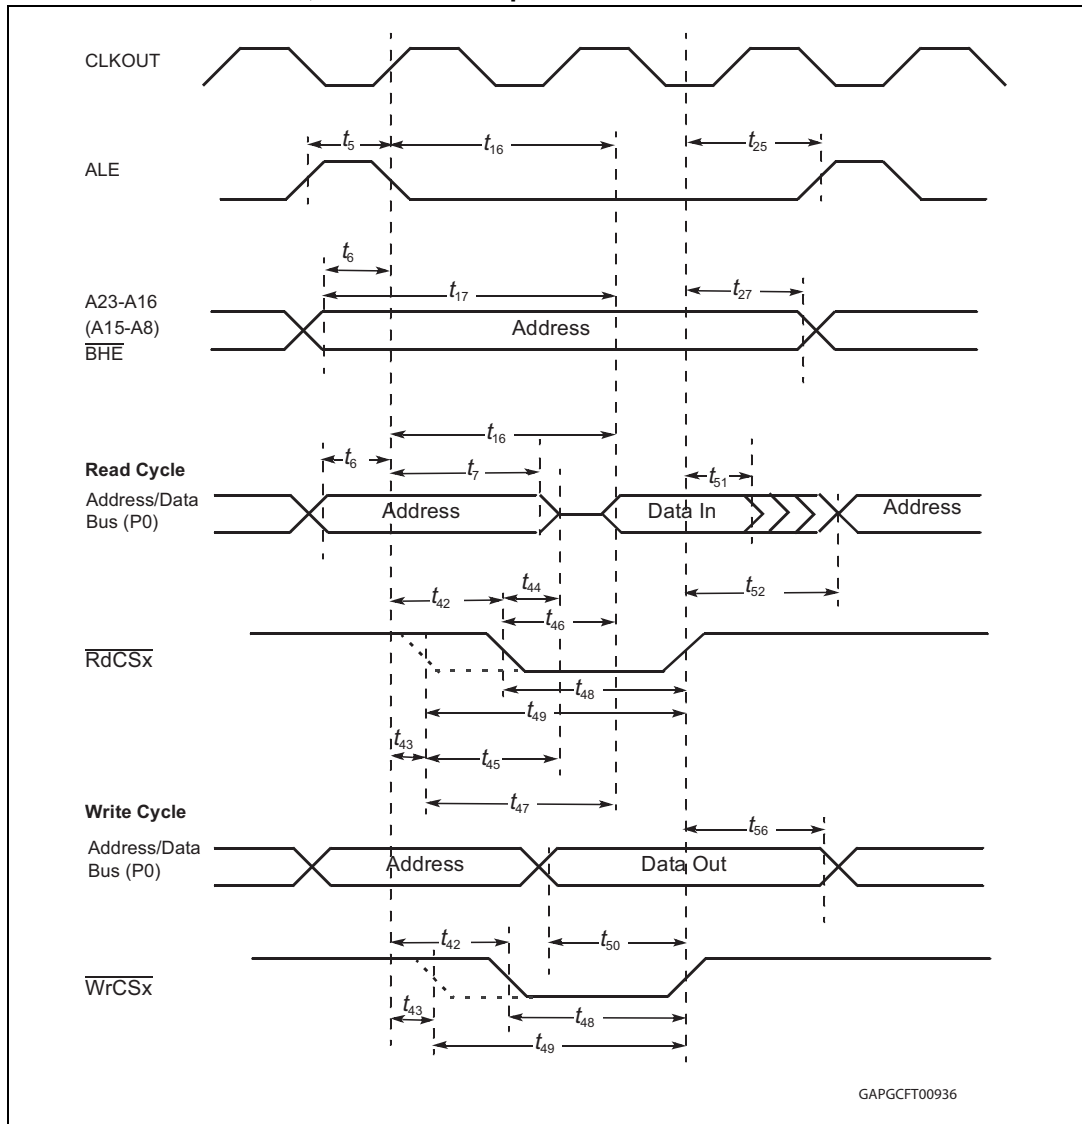 CLKOUT
t5 t16 t25
ALE
t6
t17 t27
A23-A16
(A15-A8)
BHE
Address
t16
t6 t7
Read Cycle
t51
Address/Data
Bus (P0)
Address Data In Address
t44
t42 t52
t46
RdCSx
t48
t49
t43
t45
t47
Write Cycle
t56
Address/Data
Bus (P0)
Address Data Out
t42 t50
WrCSx
t43 t48
t49
GAPGCFT00936